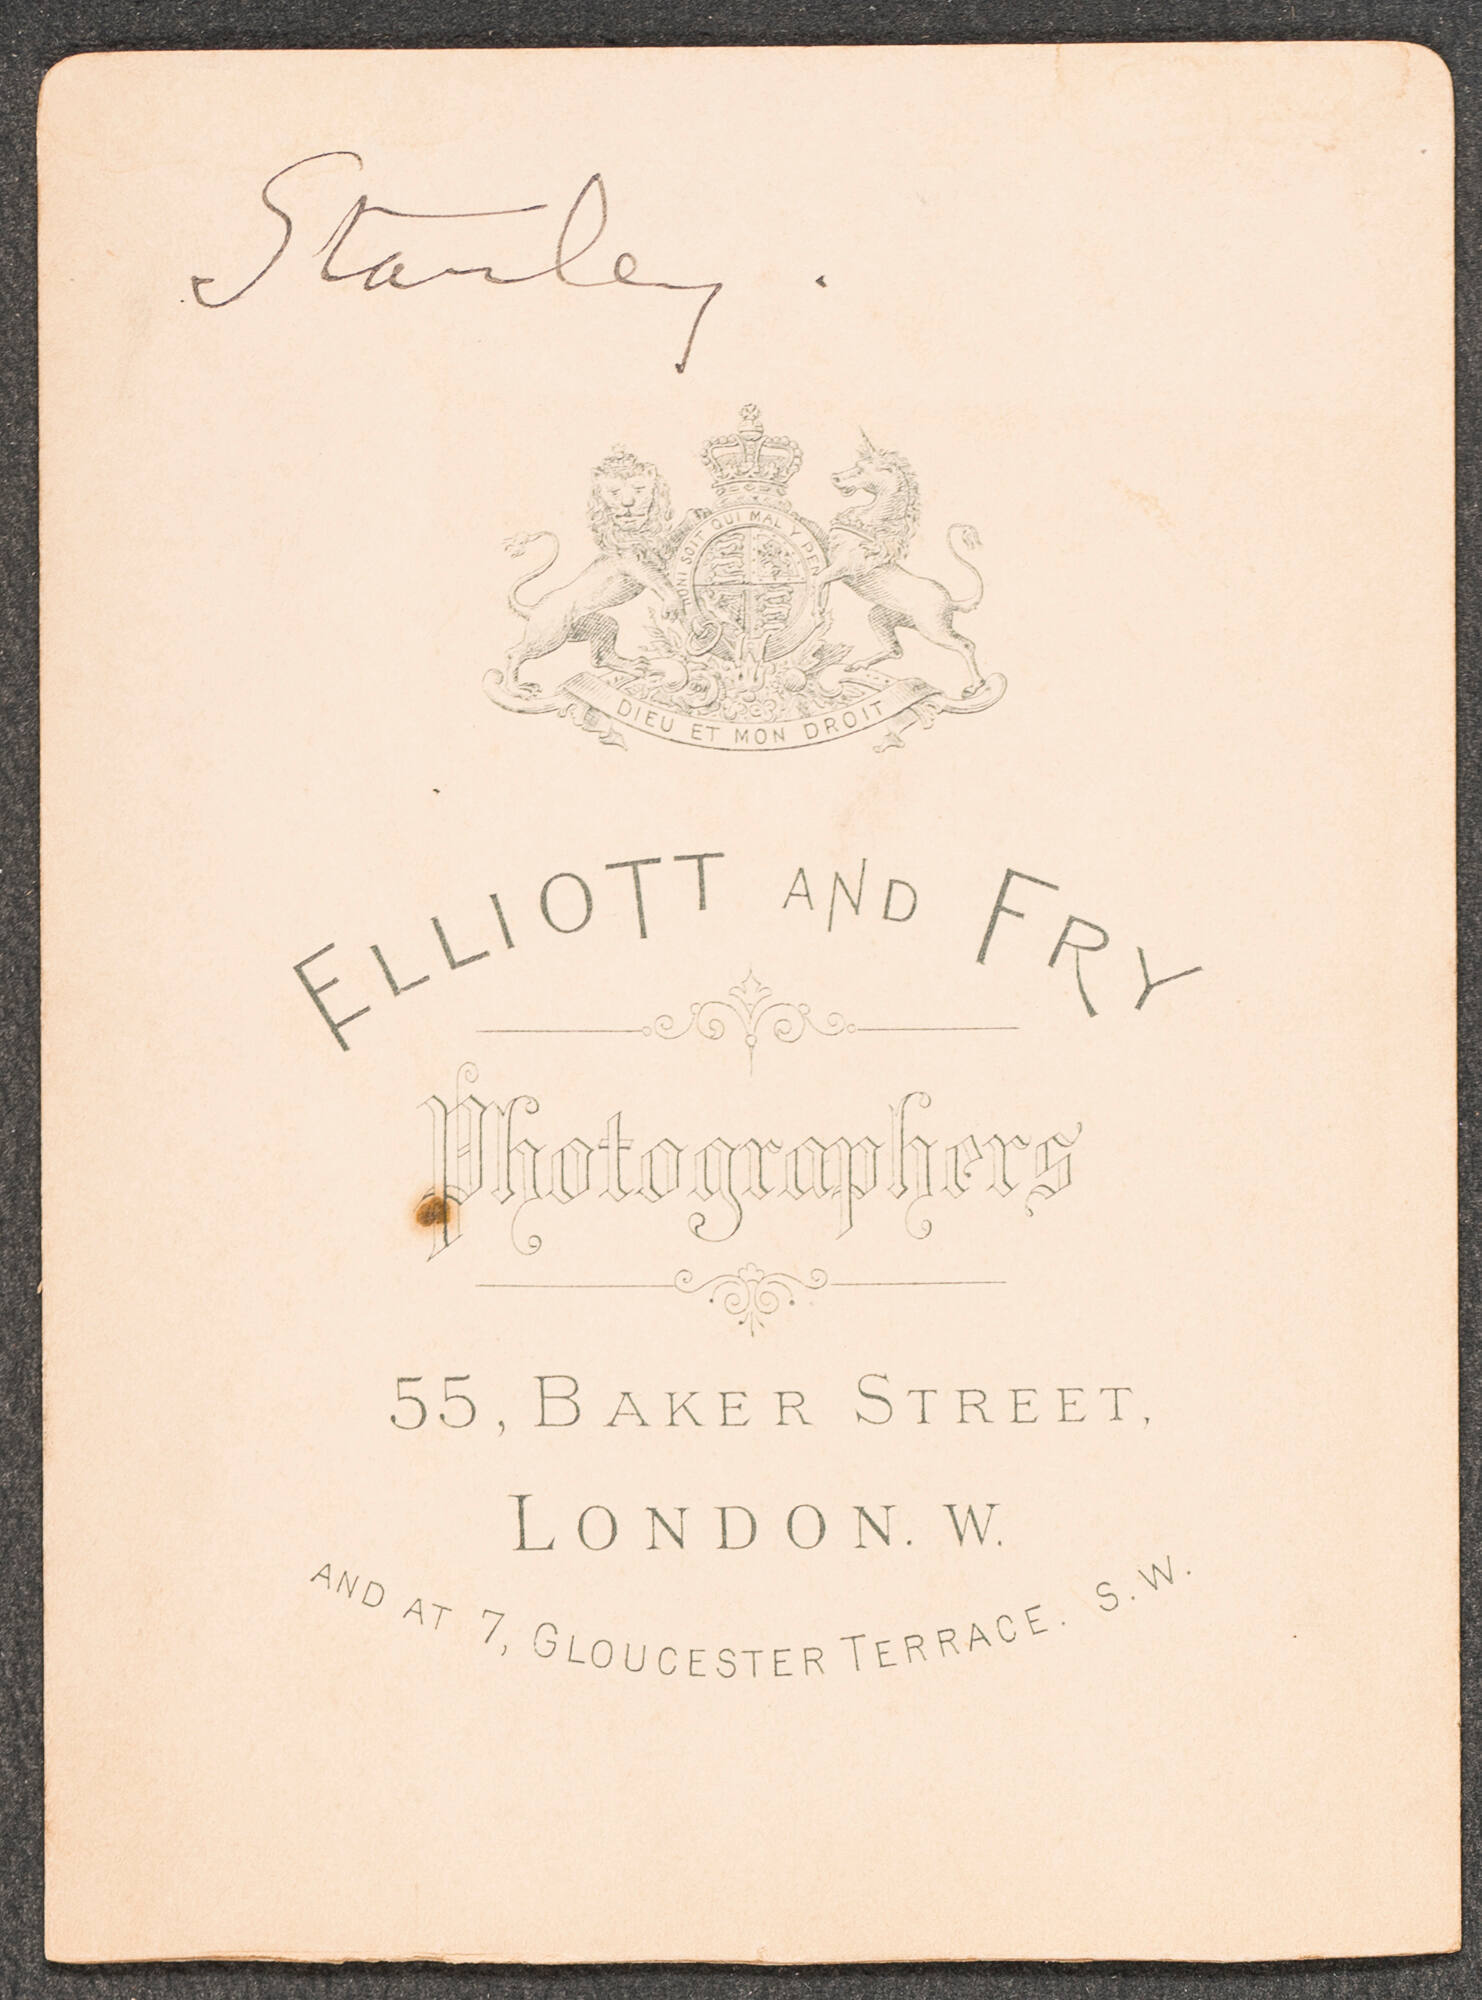 Stanley.
HONI SOIT QUI MAL Y PEN
DIEU ET MON DROIT
ELLIOTT AND FRY
Photographers
55, BAKER STREET,
LONDON. W.
AND AT 7, GLOUCESTER TERRACE. S.W.